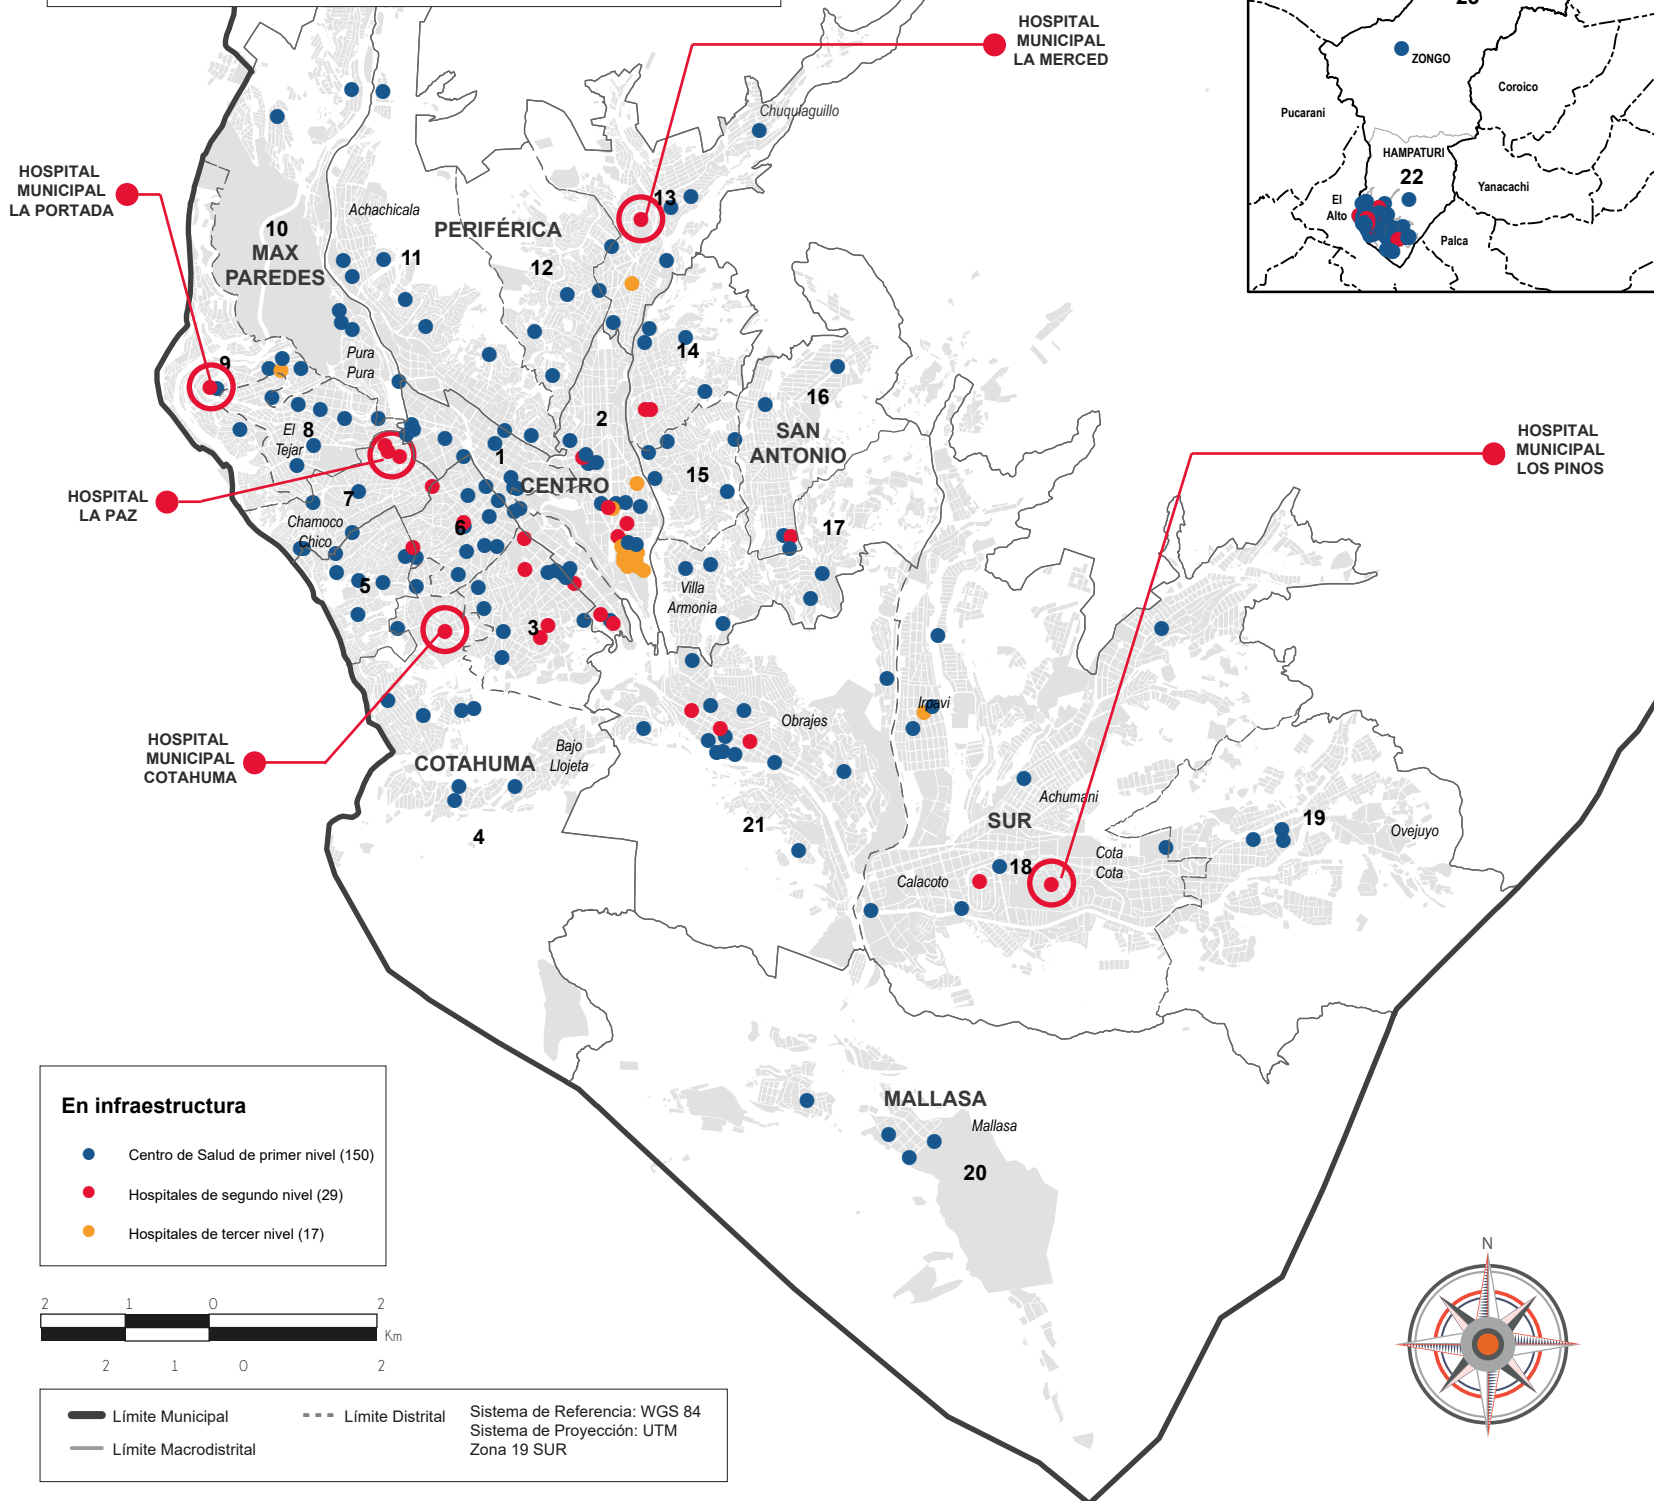 HOSPITAL
MUNICIPAL
LA MERCED
ZONGO
Coroico
Pucarani
HAMPATURI
22
Yanacachi
El
Alto
Palca
Chuquiaguillo
HOSPITAL
MUNICIPAL
LA PORTADA
13
Achachicala
PERIFÉRICA
10
MAX
PAREDES
11
12
9
Pura
Pura
14
16
2
SAN
ANTONIO
8
El
Tejar
1
CENTRO
15
HOSPITAL
MUNICIPAL
LOS PINOS
HOSPITAL
LA PAZ
7
Chamoco
Chico
6
17
5
Villa
Armonia
3
Irpavi
Obrajes
HOSPITAL
MUNICIPAL
COTAHUMA
COTAHUMA
Bajo
Llojeta
4
21
Achumani
SUR
19
Ovejuyo
Cota
Cota
18
Calacoto
MALLASA
Mallasa
20
En infraestructura
Centro de Salud de primer nivel (150)
Hospitales de segundo nivel (29)
Hospitales de tercer nivel (17)
N
2 1 0 2
Km
2 1 0 2
Límite Municipal
Límite Distrital
Límite Macrodistrital
Sistema de Referencia: WGS 84
Sistema de Proyección: UTM
Zona 19 SUR